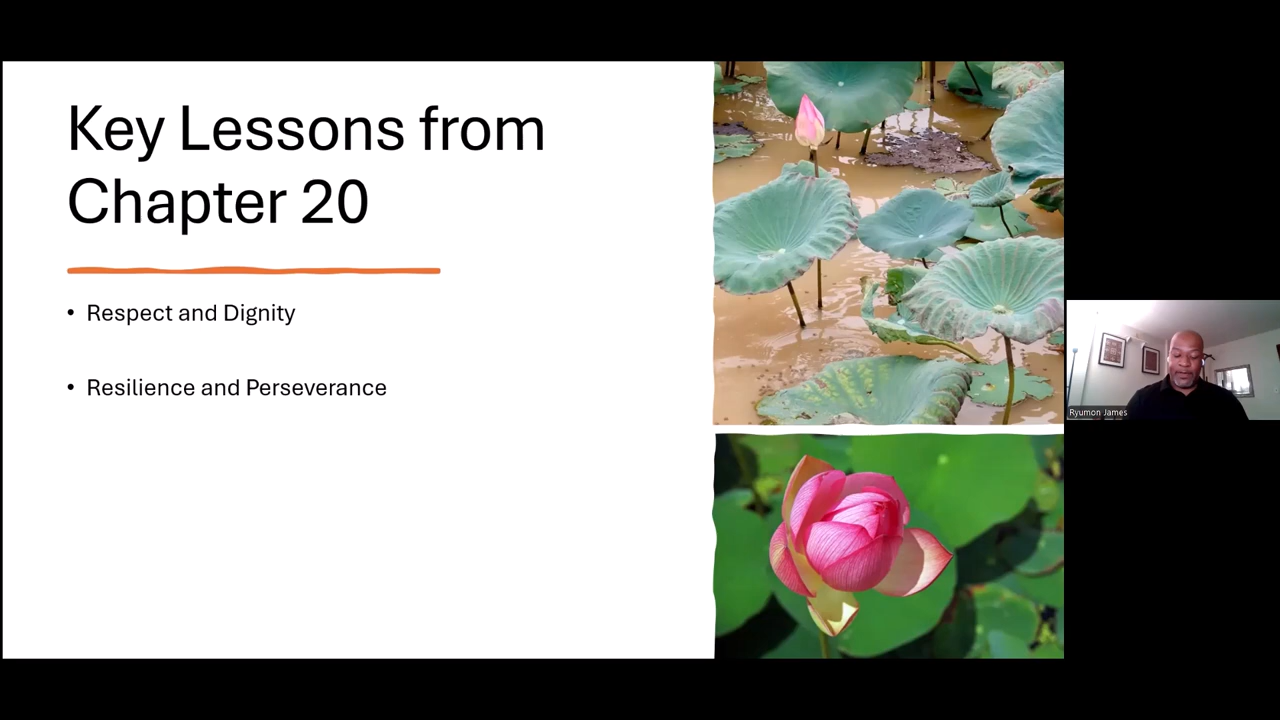 Key Lessons from
Chapter 20
• Respect and Dignity
• Resilience and Perseverance
Ryumon James